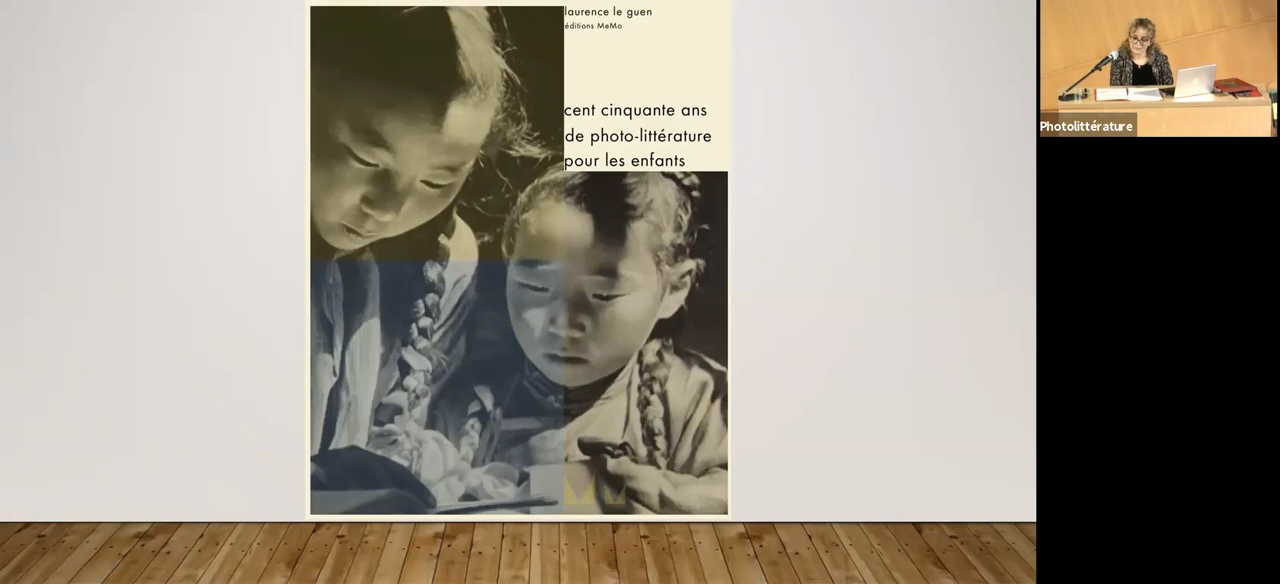 laurence le guen
éditions MeMo
cent cinquante ans
de photo-littérature
pour les enfants
Photolittérature